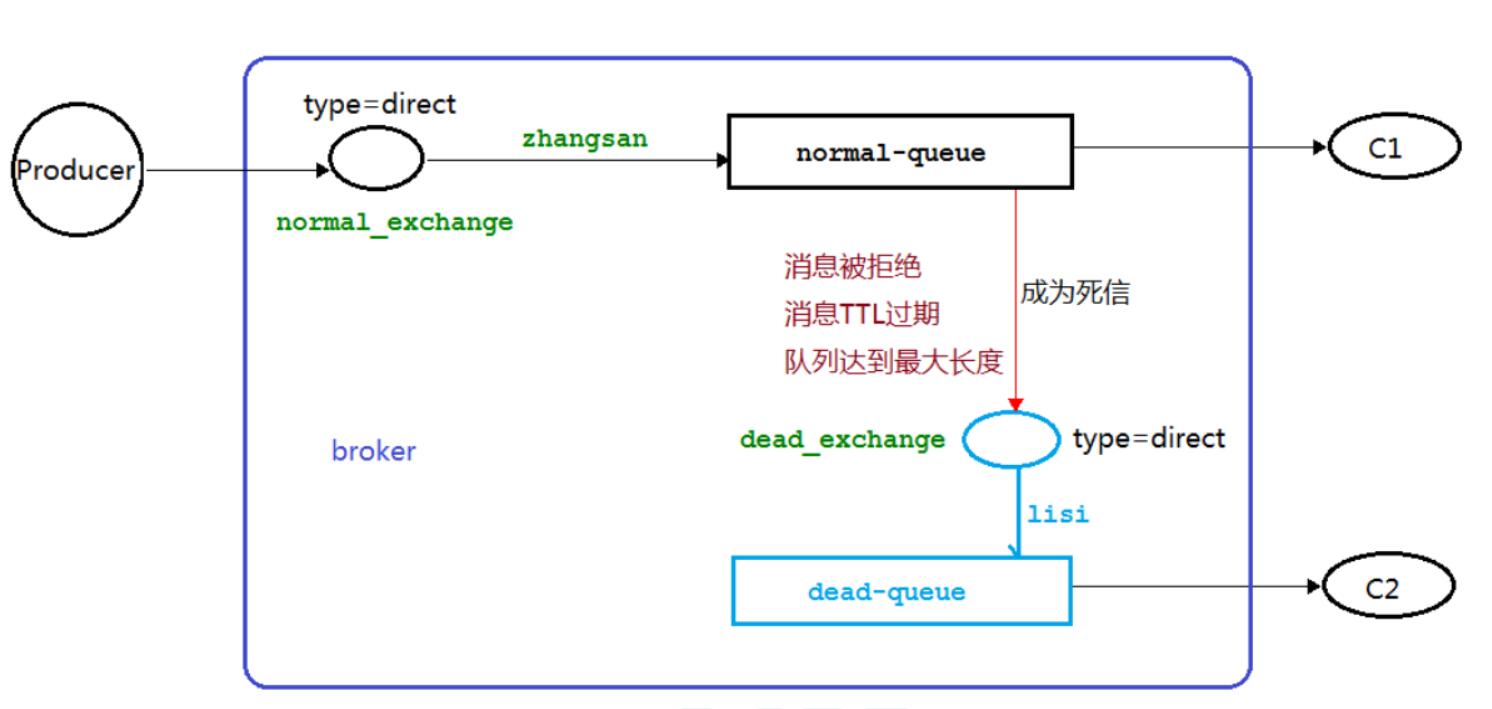 type=direct
zhangsan
normal-queue
C1
Producer
normal_exchange
消息被拒绝
成为死信
消息TTL过期
队列达到最大长度
dead_exchange
type=direct
broker
lisi
dead-queue
C2